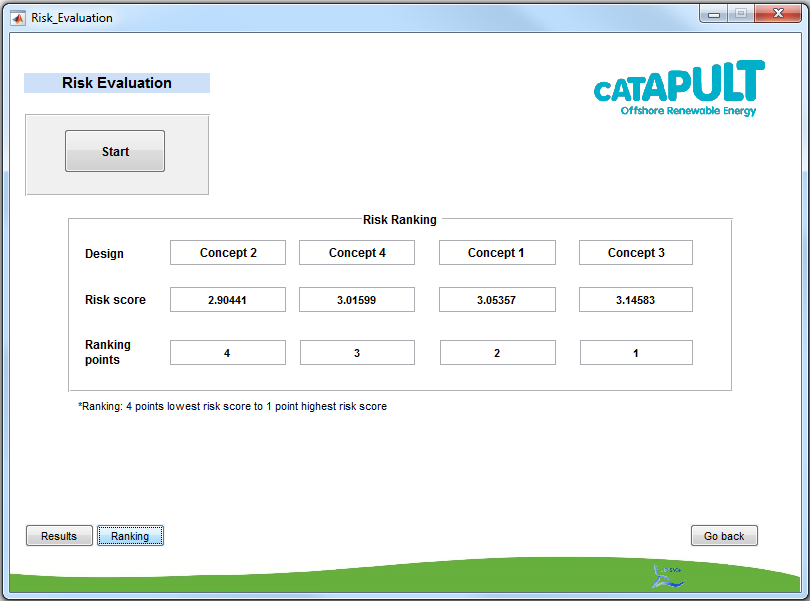 Risk_Evaluation
Risk Evaluation
CATAPULT
Offshore Renewable Energy
Start
Risk Ranking
Design Concept 2 Concept 4 Concept 1 Concept 3
Risk score 2.90441 3.01599 3.05357 3.14583
Ranking
points 4 3 2 1
*Ranking: 4 points lowest risk score to 1 point highest risk score
Results Ranking Go back